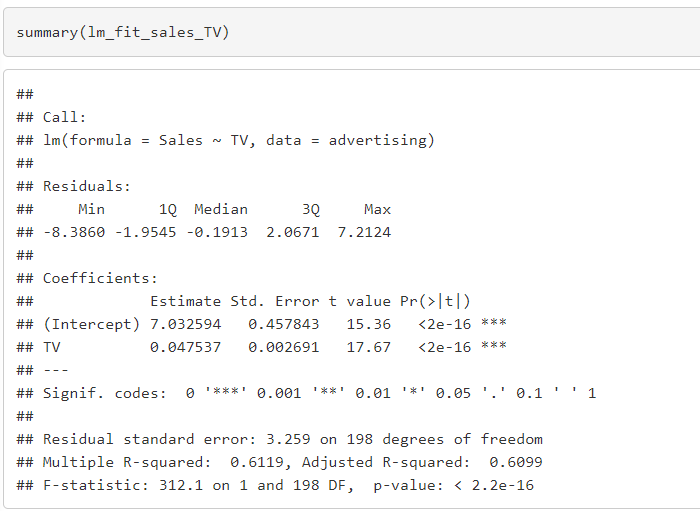 summary(lm_fit_sales_TV)
##
## Call:
## lm(formula = Sales ~ TV, data = advertising)
##
## Residuals:
##     Min      1Q  Median      3Q     Max
## -8.3860 -1.9545 -0.1913  2.0671  7.2124
##
## Coefficients:
##             Estimate Std. Error t value Pr(>|t|)
## (Intercept) 7.032594   0.457843   15.36   <2e-16 ***
## TV          0.047537   0.002691   17.67   <2e-16 ***
## ---
## Signif. codes:  0 '***' 0.001 '**' 0.01 '*' 0.05 '.' 0.1 ' ' 1
##
## Residual standard error: 3.259 on 198 degrees of freedom
## Multiple R-squared:  0.6119, Adjusted R-squared:  0.6099
## F-statistic: 312.1 on 1 and 198 DF,  p-value: < 2.2e-16